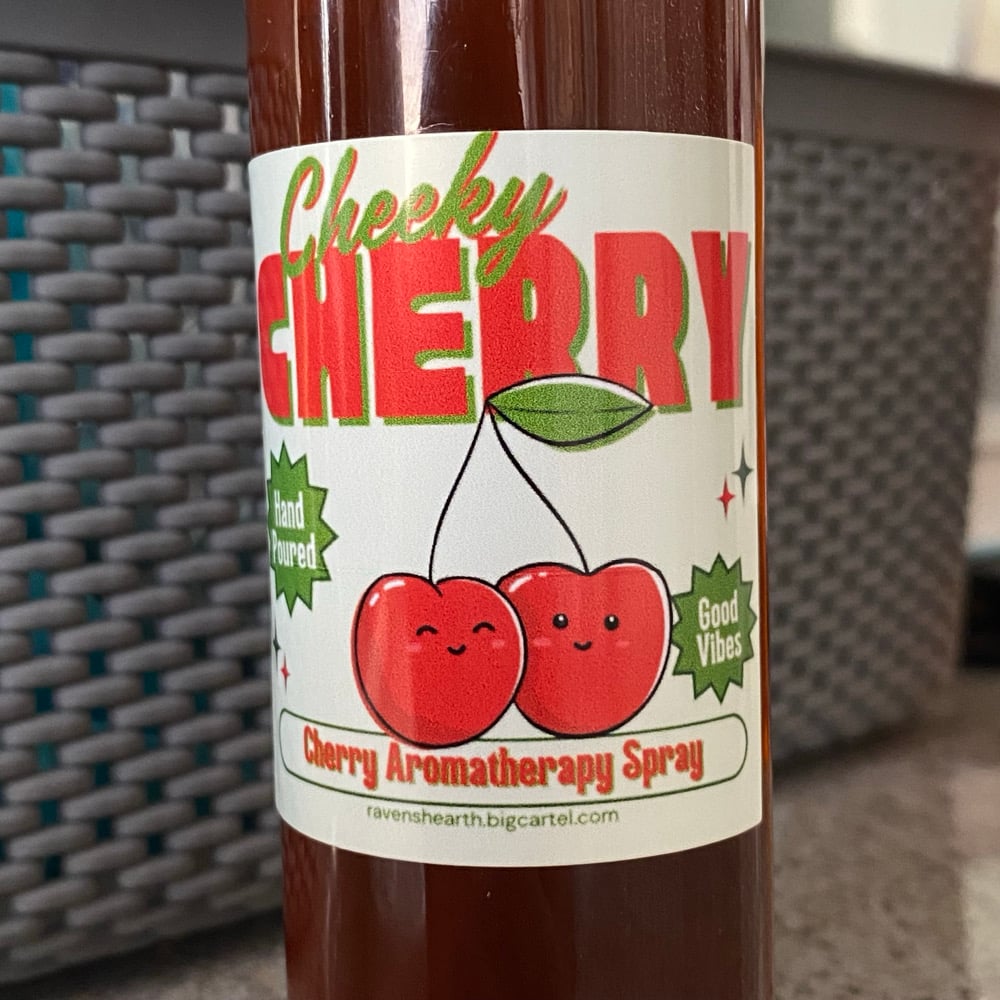 Cheeky
CHERRY
Hand
Poured
Good
Vibes
Cherry Aromatherapy Spray
ravenshearth.bigcartel.com